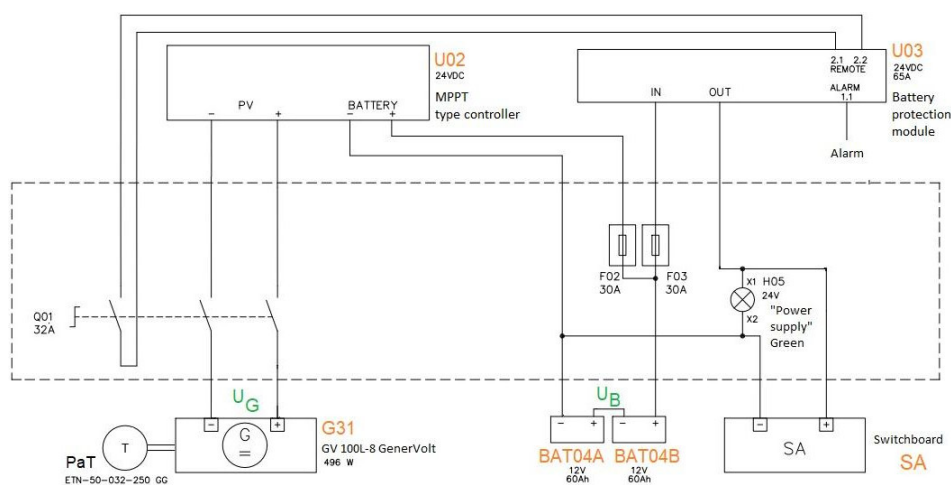 U02
24VDC
MPPT
type controller
PV
BATTERY
- + - +
U03
24VDC
65A
2.1 2.2
REMOTE
ALARM
1.1
IN OUT
Battery
protection
module
Alarm
F02
30A
F03
30A
X1 H05
24V
X2
"Power
supply"
Green
Q01
32A
UG
UB
- +
G
=
G31
GV 100L-8 GenerVolt
496 W
T
PaT
ETN-50-032-250 GG
- + - +
BAT04A BAT04B
12V 12V
60Ah 60Ah
- +
SA
Switchboard
SA